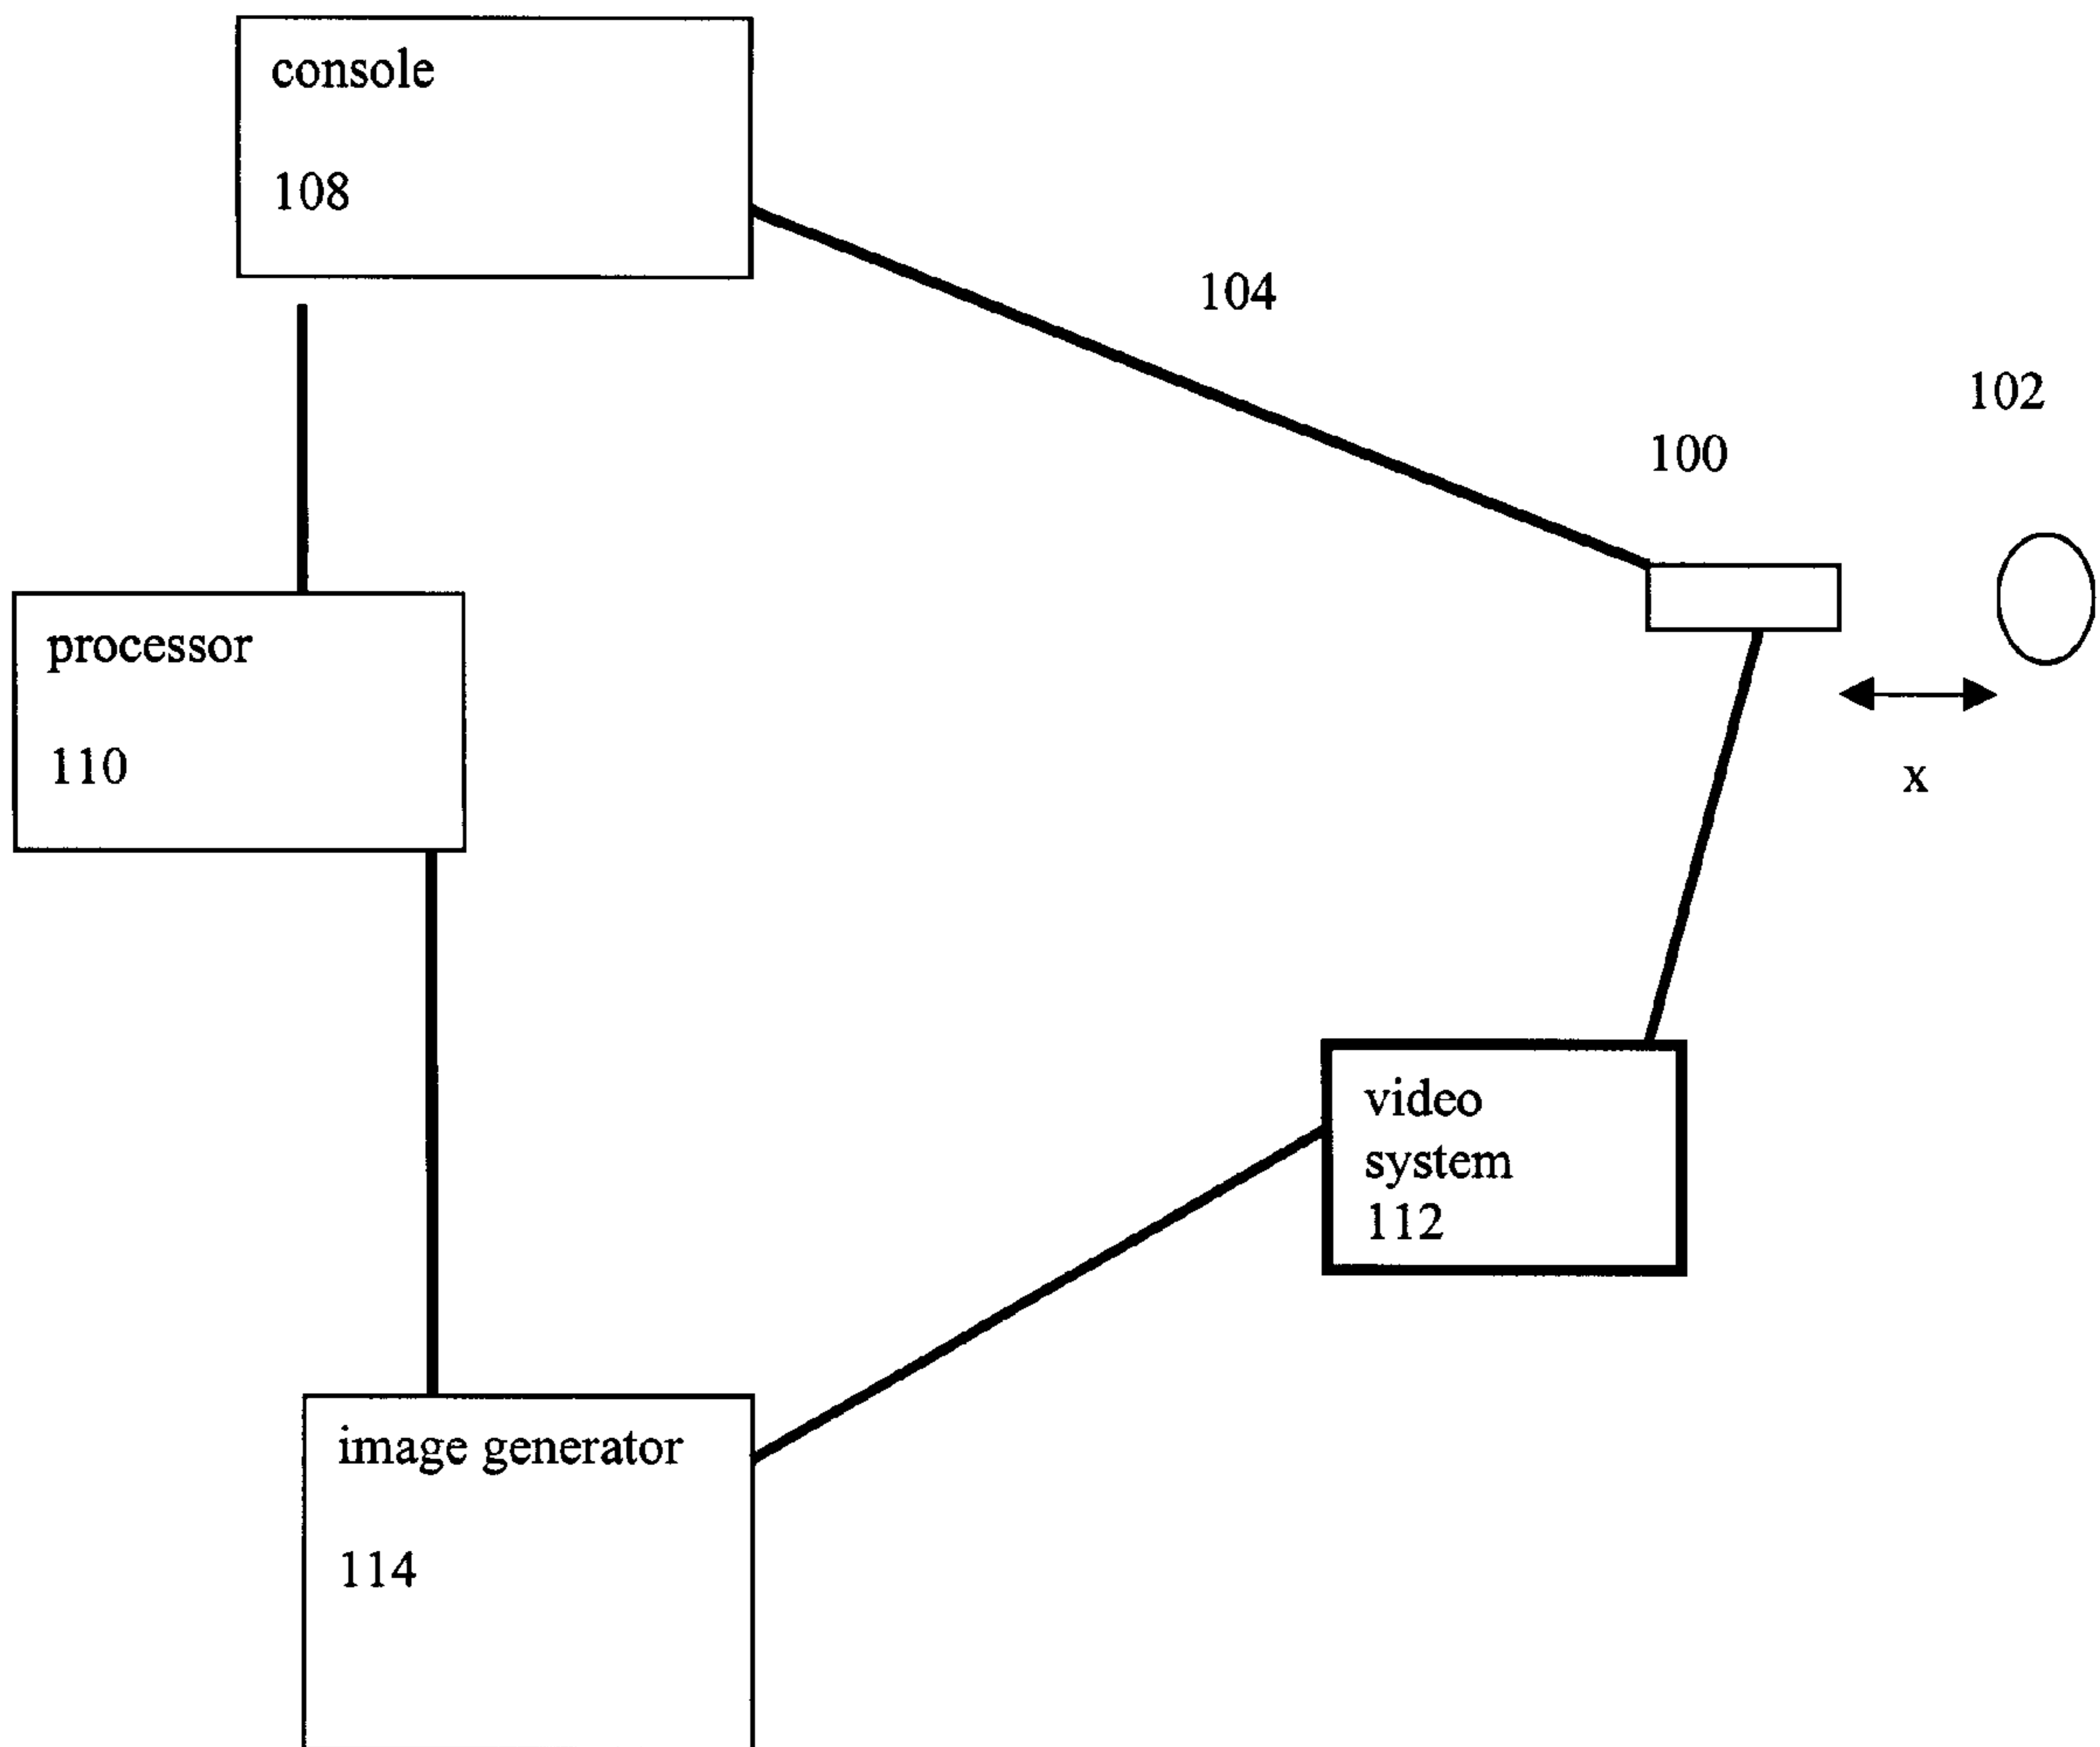 console
108
104
102
100
processor
110
x
video
system
112
image generator
114